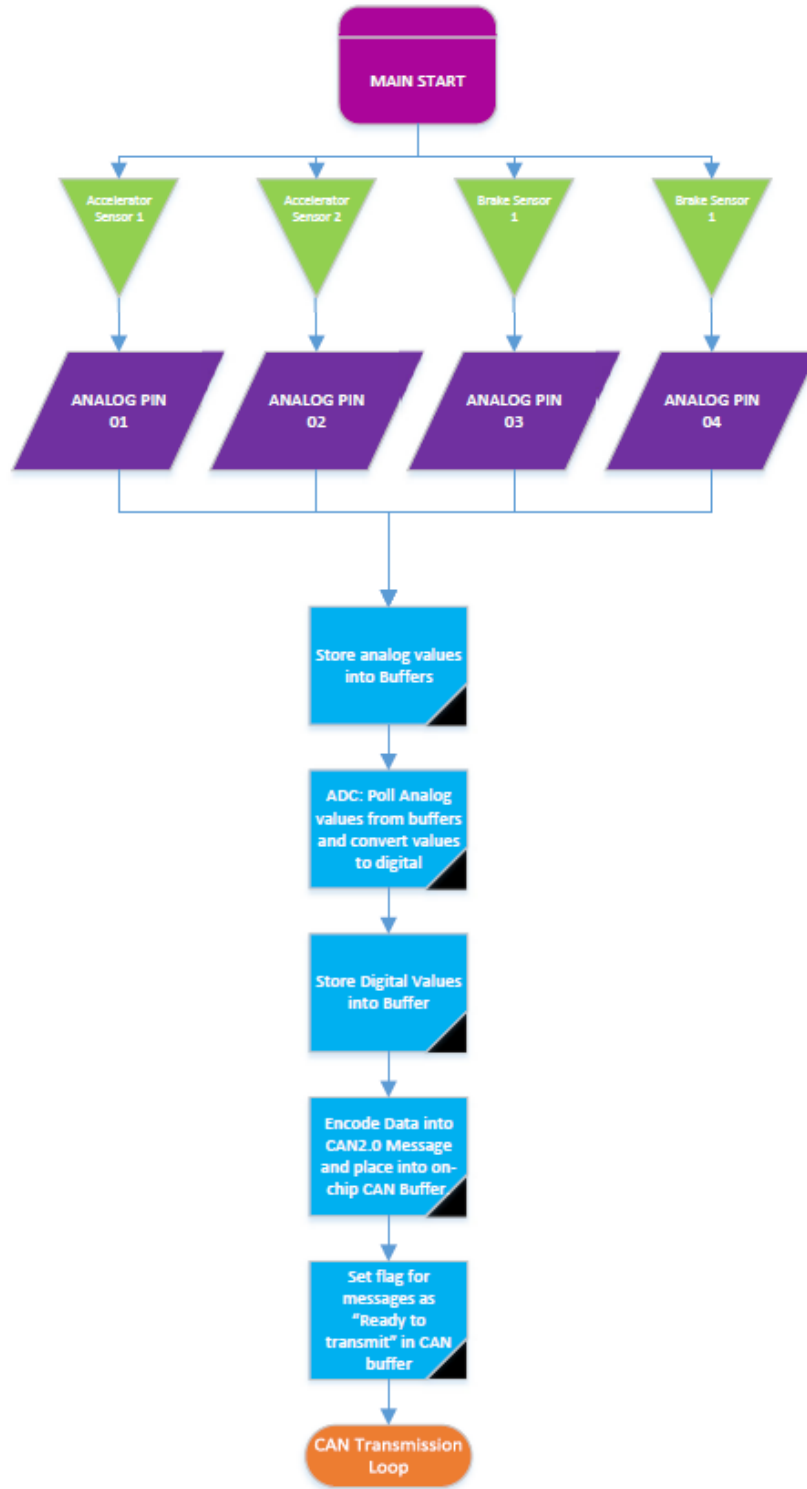 MAIN START
Accelerator
Sensor 1
Accelerator
Sensor 2
Brake Sensor
1
Brake Sensor
1
ANALOG PIN
01
ANALOG PIN
02
ANALOG PIN
03
ANALOG PIN
04
Store analog values
into Buffers
ADC: Poll Analog
values from buffers
and convert values
to digital
Store Digital Values
into Buffer
Encode Data into
CAN2.0 Message
and place into on-
chip CAN Buffer.
Set flag for
messages as
“Ready to
transmit” in CAN
buffer
CAN Transmission
Loop